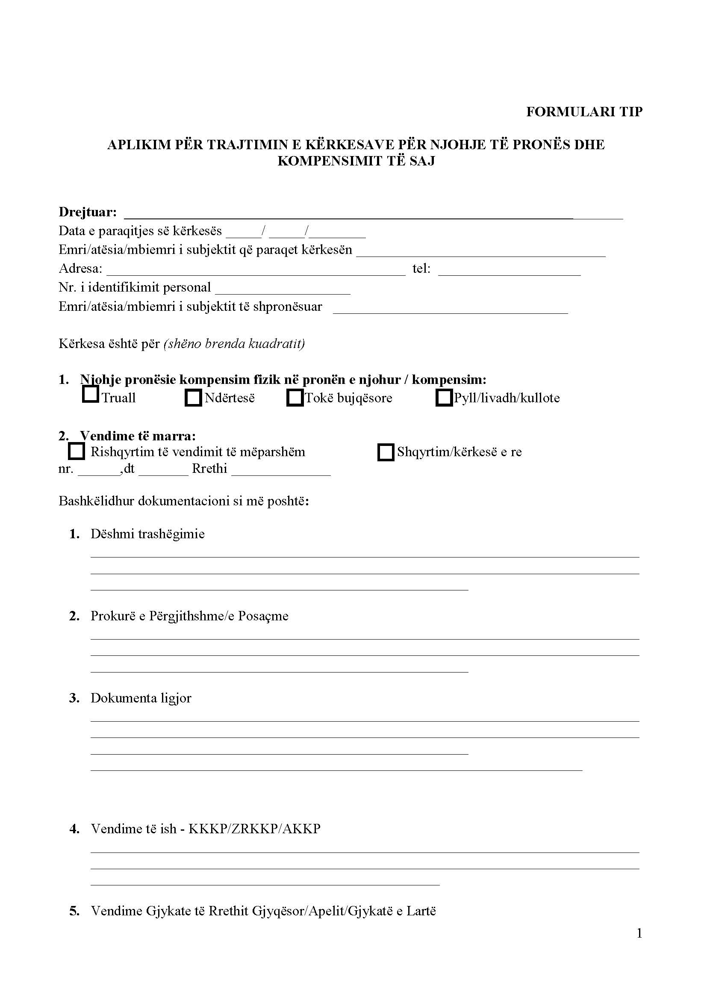 FORMULARI TIP
APLIKIM PËR TRAJTIMIN E KËRKESAVE PËR NJOHJE TË PRONËS DHE
KOMPENSIMIT TË SAJ
Drejtuar: ________________________________________________________________
Data e paraqitjes së kërkesës _____/ _____/________
Emri/atësia/mbiemri i subjektit që paraqet kërkesën ___________________________________
Adresa: __________________________________________ tel: ____________________
Nr. i identifikimit personal ___________________
Emri/atësia/mbiemri i subjektit të shpronësuar _________________________________
Kërkesa është për (shëno brenda kuadratit)
1. Njohje pronësie kompensim fizik në pronën e njohur / kompensim:
Truall Ndërtesë Tokë bujqësore Pyll/livadh/kullote
2. Vendime të marra:
Rishqyrtim të vendimit të mëparshëm Shqyrtim/kërkesë e re
nr. ______,dt _______ Rrethi ______________
Bashkëlidhur dokumentacioni si më poshtë:
1. Dëshmi trashëgimie
2. Prokurë e Përgjithshme/e Posaçme
3. Dokumenta ligjor
4. Vendime të ish - KKKP/ZRKKP/AKKP
5. Vendime Gjykate të Rrethit Gjyqësor/Apelit/Gjykatë e Lartë
1